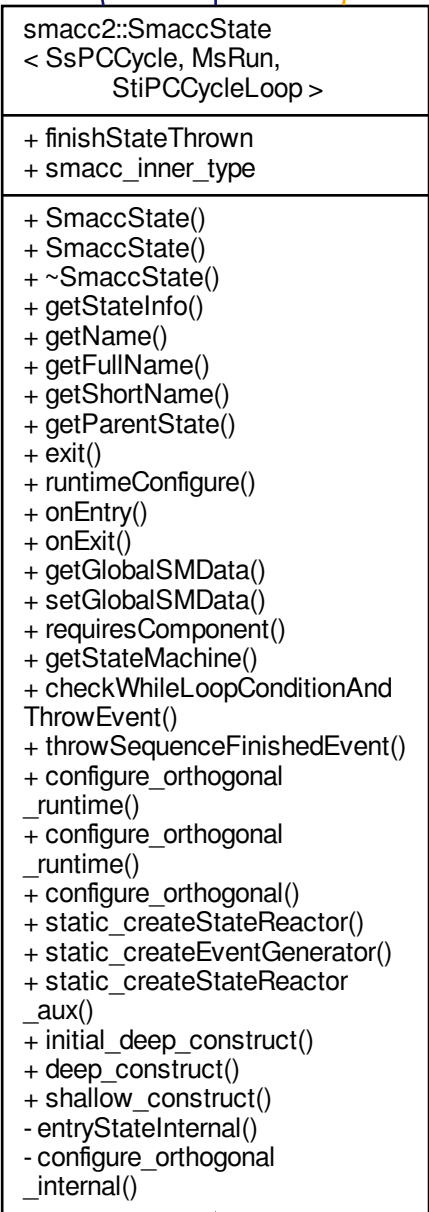 smacc2::SmaccState
< SsPCCycle, MsRun,
StiPCCycleLoop >
+ finishStateThrown
+ smacc_inner_type
+ SmaccState()
+ SmaccState()
+ ~SmaccState()
+ getStateInfo()
+ getName()
+ getFullName()
+ getShortName()
+ getParentState()
+ exit()
+ runtimeConfigure()
+ onEntry()
+ onExit()
+ getGlobalSMData()
+ setGlobalSMData()
+ requiresComponent()
+ getStateMachine()
+ checkWhileLoopConditionAnd
ThrowEvent()
+ throwSequenceFinishedEvent()
+ configure_orthogonal
_runtime()
+ configure_orthogonal
_runtime()
+ configure_orthogonal()
+ static_createStateReactor()
+ static_createEventGenerator()
+ static_createStateReactor
_aux()
+ initial_deep_construct()
+ deep_construct()
+ shallow_construct()
- entryStateInternal()
- configure_orthogonal
_internal()